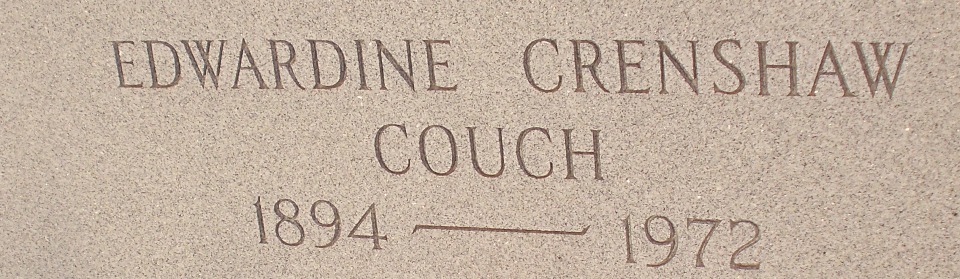 EDWARDINE CRENSHAW
COUCH
1894 — 1972